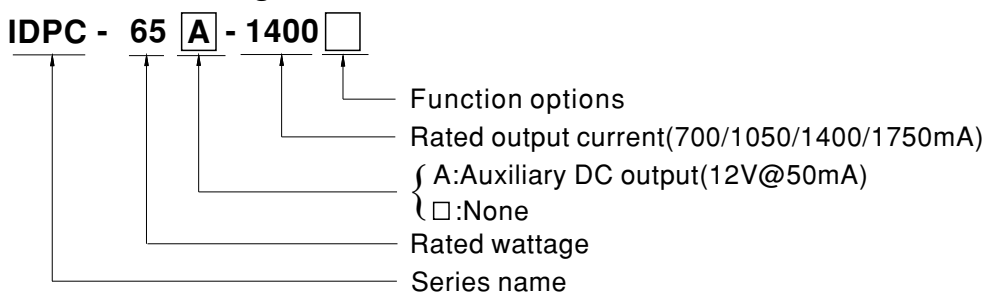 IDPC - 65 A - 1400 □
Function options
Rated output current(700/1050/1400/1750mA)
A:Auxiliary DC output(12V@50mA)
□:None
Rated wattage
Series name